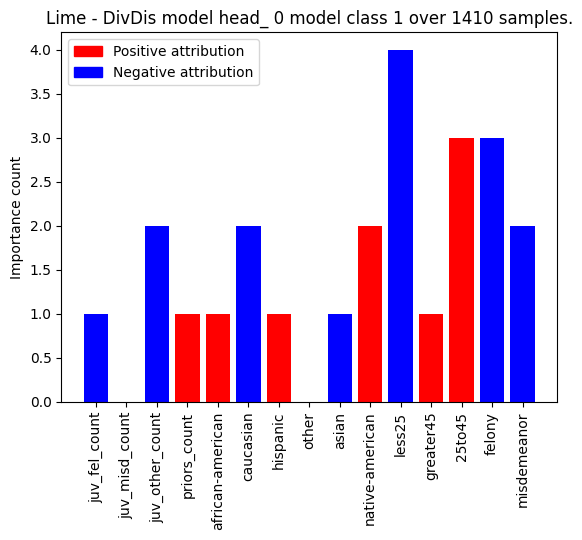 Lime - DivDis model head_ 0 model class 1 over 1410 samples.
Positive attribution
Negative attribution
Importance count
4.0
3.5
3.0
2.5
2.0
1.5
1.0
0.5
0.0
juv_fel_count
juv_misd_count
juv_other_count
priors_count
african-american
caucasian
hispanic
other
asian
native-american
less25
greater45
25to45
felony
misdemeanor